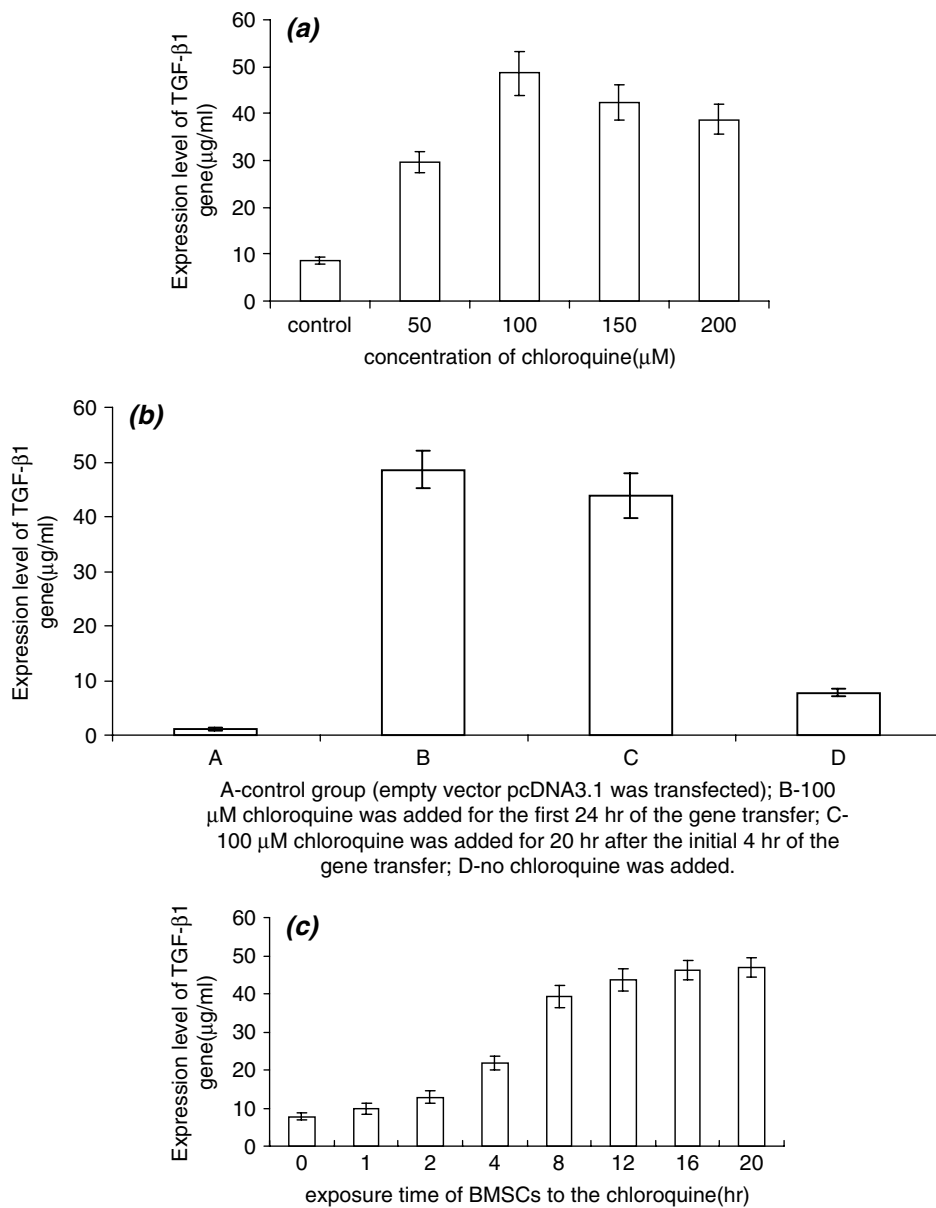 (a)
Expression level of TGF-β1
gene(μg/ml)
60
50
40
30
20
10
0
control 50 100 150 200
concentration of chloroquine(μM)
(b)
Expression level of TGF-β1
gene(μg/ml)
60
50
40
30
20
10
0
A B C D
A-control group (empty vector pcDNA3.1 was transfected); B-100
μM chloroquine was added for the first 24 hr of the gene transfer; C-
100 μM chloroquine was added for 20 hr after the initial 4 hr of the
gene transfer; D-no chloroquine was added.
(c)
Expression level of TGF-β1
gene(μg/ml)
60
50
40
30
20
10
0
0 1 2 4 8 12 16 20
exposure time of BMSCs to the chloroquine(hr)